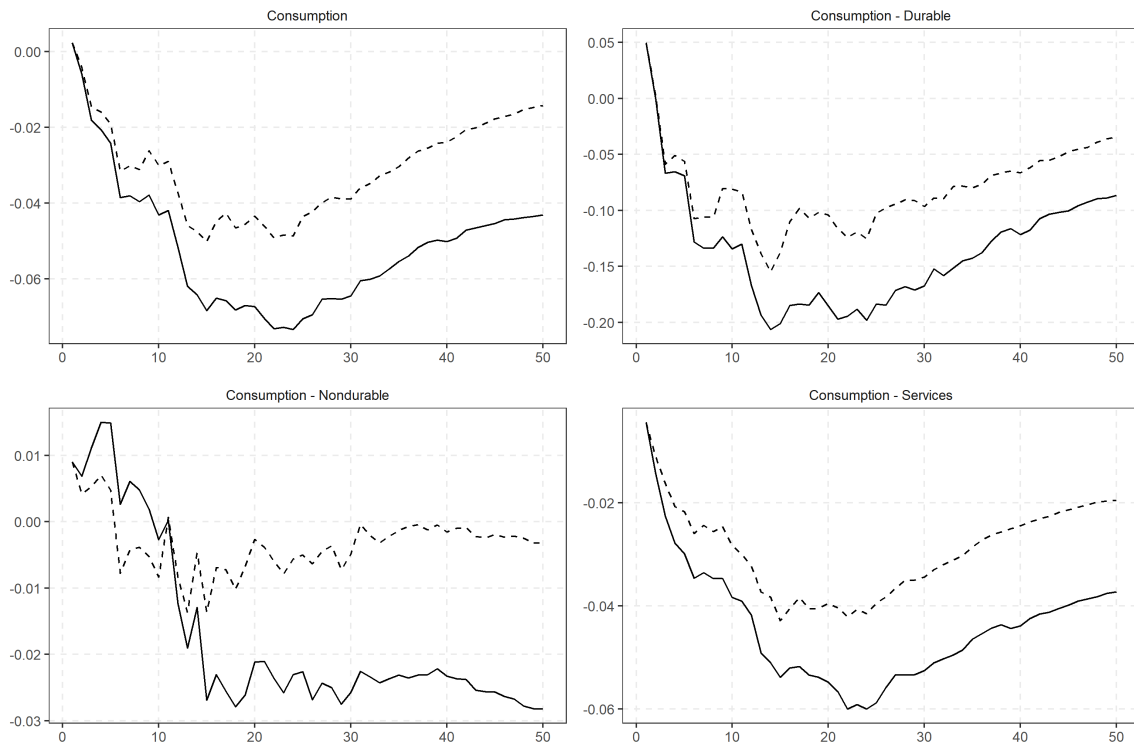 Consumption
0.00
-0.02
-0.04
-0.06
0 10 20 30 40 50
Consumption - Durable
0.05
0.00
-0.05
-0.10
-0.15
-0.20
0 10 20 30 40 50
Consumption - Nondurable
0.01
0.00
-0.01
-0.02
-0.03
0 10 20 30 40 50
Consumption - Services
-0.02
-0.04
-0.06
0 10 20 30 40 50